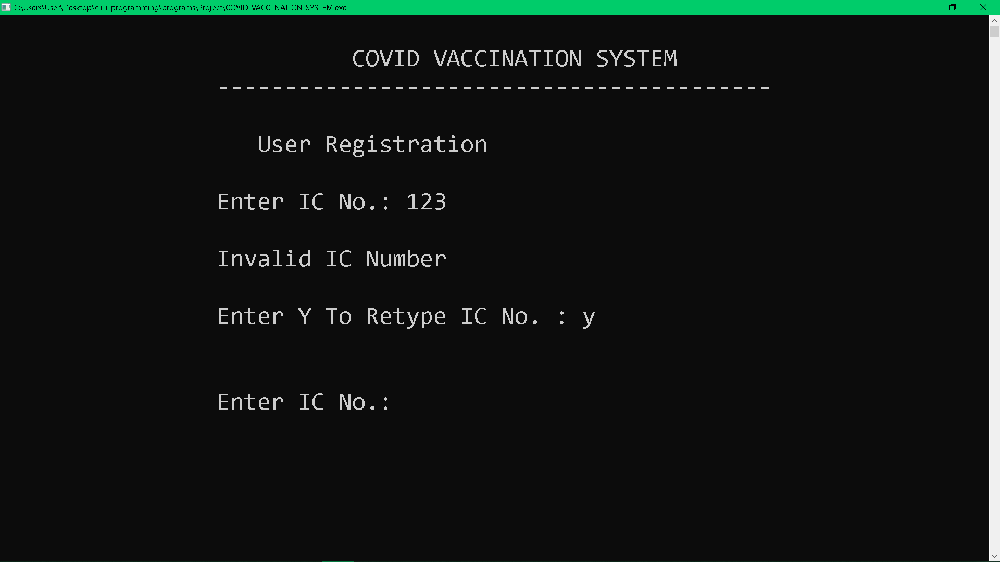 C:\Users\User\Desktop\c++ programming\programs\Project\COVID_VACCIINATION_SYSTEM.exe
COVID VACCINATION SYSTEM
-----------------------------------------
User Registration
Enter IC No.: 123
Invalid IC Number
Enter Y To Retype IC No. : y
Enter IC No.: